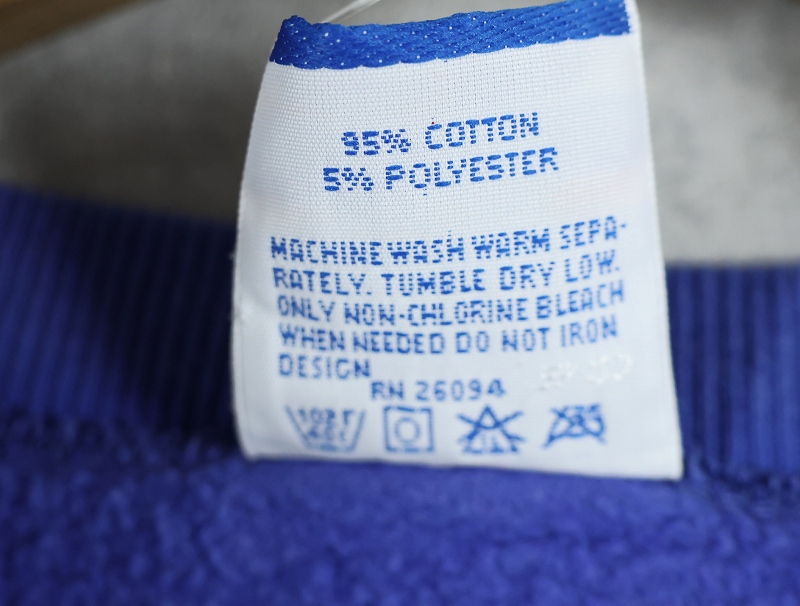 95% COTTON
5% POLYESTER
MACHINE WASH WARM SEPA-
RATELY. TUMBLE DRY LOW.
ONLY NON-CHLORINE BLEACH
WHEN NEEDED DO NOT IRON
DESIGN
RN 26094
105F